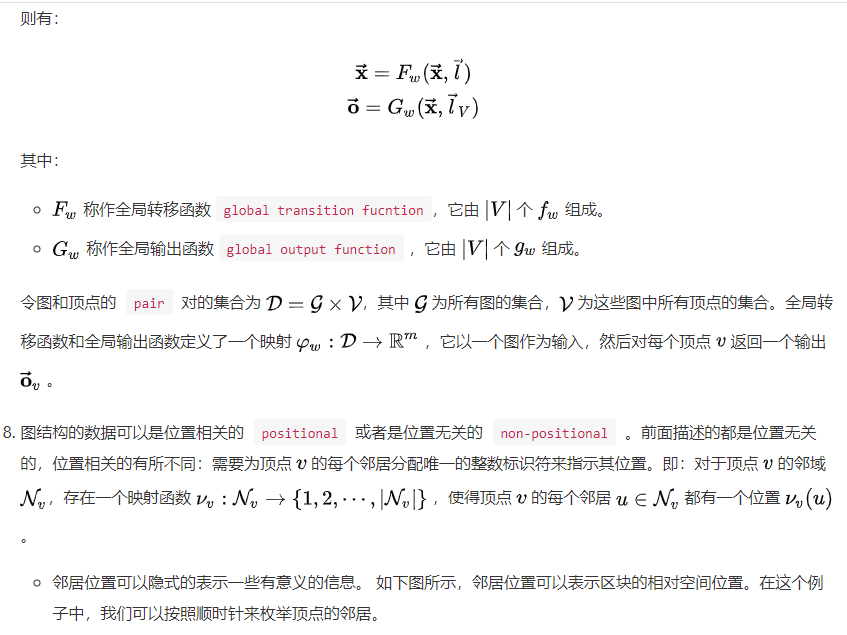 则有：
$\vec{\mathbf{x}} = F_w(\vec{\mathbf{x}}, \vec{l})$
$\vec{\mathbf{o}} = G_w(\vec{\mathbf{x}}, \vec{l}_V)$
其中：
○ $F_w$ 称作全局转移函数 global transition fucntion ，它由 $|V|$ 个 $f_w$ 组成。
○ $G_w$ 称作全局输出函数 global output function ，它由 $|V|$ 个 $g_w$ 组成。
令图和顶点的 pair 对的集合为 $\mathcal{D} = \mathcal{G} \times \mathcal{V}$，其中 $\mathcal{G}$ 为所有图的集合，$\mathcal{V}$ 为这些图中所有顶点的集合。全局转
移函数和全局输出函数定义了一个映射 $\varphi_w : \mathcal{D} \to \mathbb{R}^m$ ，它以一个图作为输入，然后对每个顶点 $v$ 返回一个输出
$\vec{\mathbf{o}}_v$ 。
8. 图结构的数据可以是位置相关的 positional 或者是位置无关的 non-positional 。前面描述的都是位置无关
的，位置相关的有所不同：需要为顶点 $v$ 的每个邻居分配唯一的整数标识符来指示其位置。即：对于顶点 $v$ 的邻域
$\mathcal{N}_v$，存在一个映射函数 $\nu_v : \mathcal{N}_v \to \{1, 2, \cdots, |\mathcal{N}_v|\}$ ，使得顶点 $v$ 的每个邻居 $u \in \mathcal{N}_v$ 都有一个位置 $\nu_v(u)$
。
○ 邻居位置可以隐式的表示一些有意义的信息。 如下图所示，邻居位置可以表示区块的相对空间位置。在这个例
子中，我们可以按照顺时针来枚举顶点的邻居。